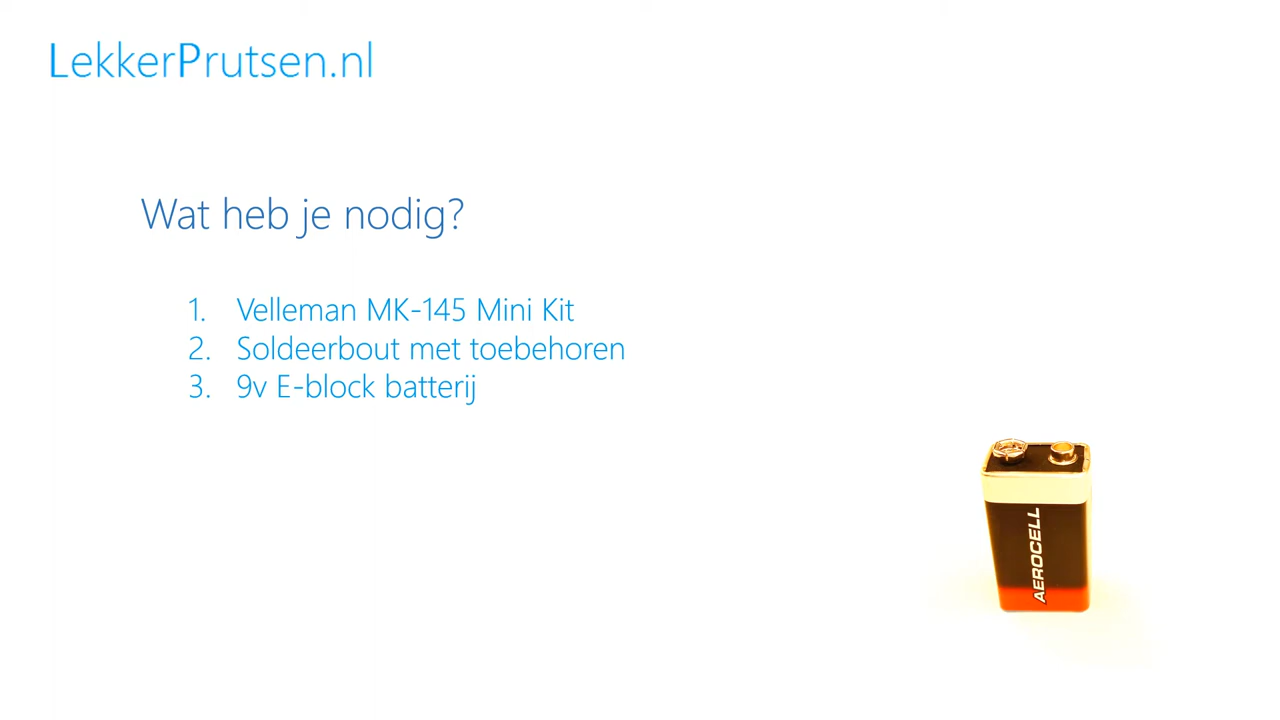 LekkerPrutsen.nl
Wat heb je nodig?
1. Velleman MK-145 Mini Kit
2. Soldeerbout met toebehoren
3. 9v E-block batterij
AEROCELL